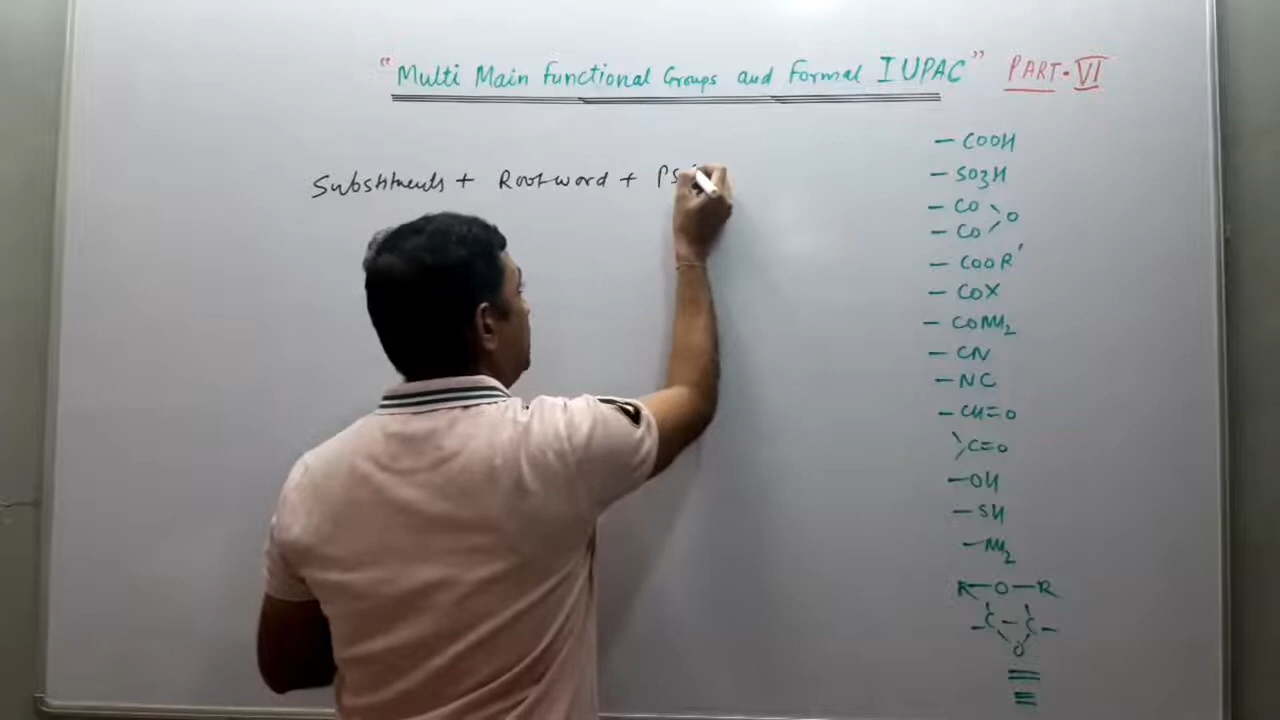 "Multi Main Functional Groups and Formal IUPAC" PART-VI
Substituents + Rootword + PS
— COOH
— SO3H
— CO \
— CO / O
— COOR'
— COX
— CONH2
— CN
— NC
— CH=O
\
/ C=O
— OH
— SH
— NH2
R—O—R
— C — C —
O
=
≡